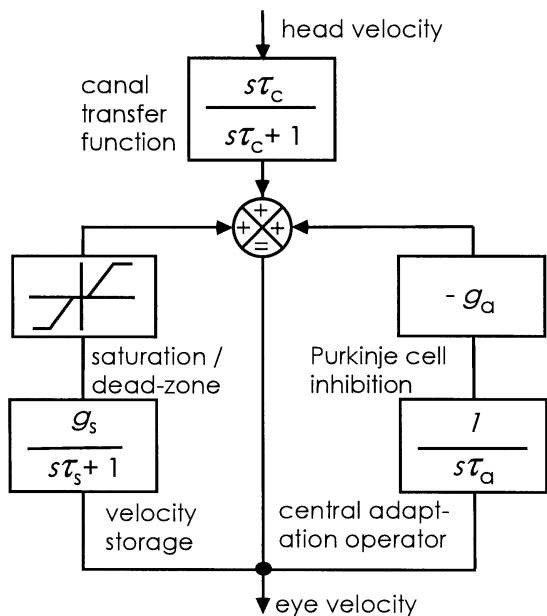 head velocity
canal
transfer
function
sτc
sτc + 1
+
+ +
=
- ga
saturation /
dead-zone
Purkinje cell
inhibition
gs
sτs + 1
1
sτa
velocity
storage
central adapt-
ation operator
eye velocity